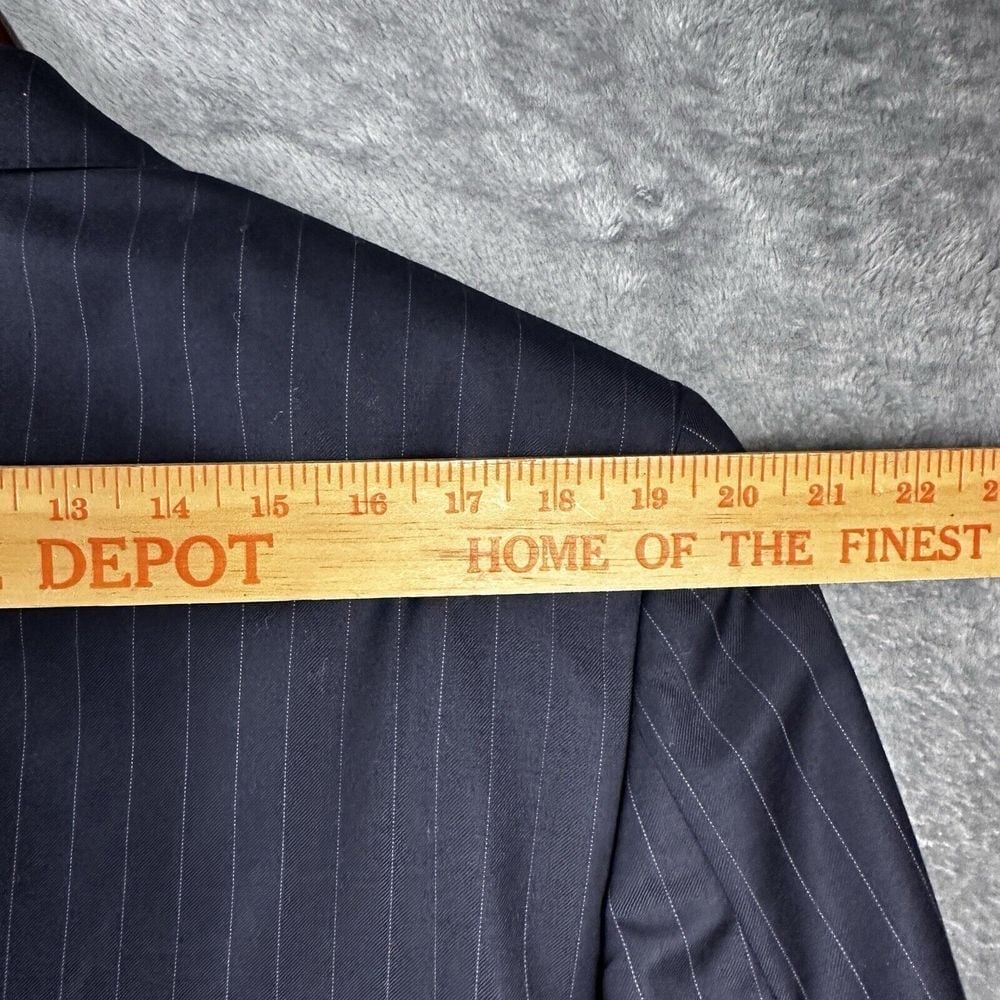 13 14 15 16 17 18 19 20 21 22
DEPOT HOME OF THE FINEST